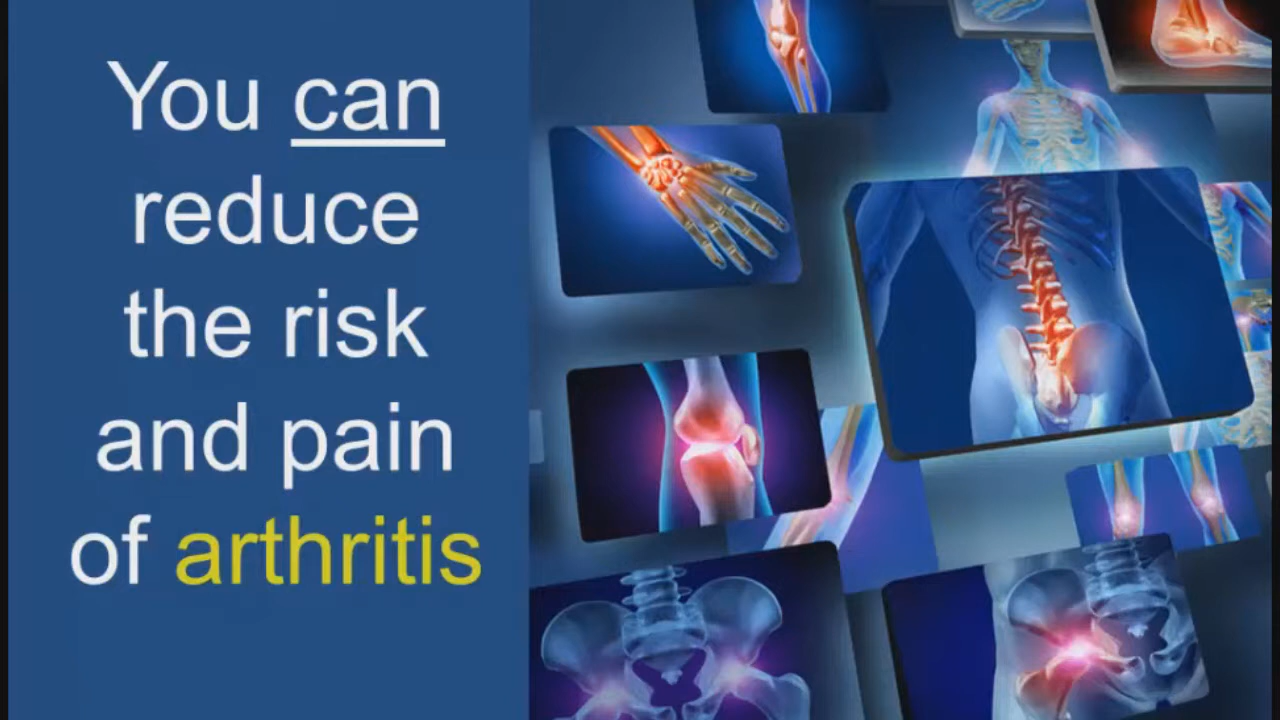 You can
reduce
the risk
and pain
of arthritis